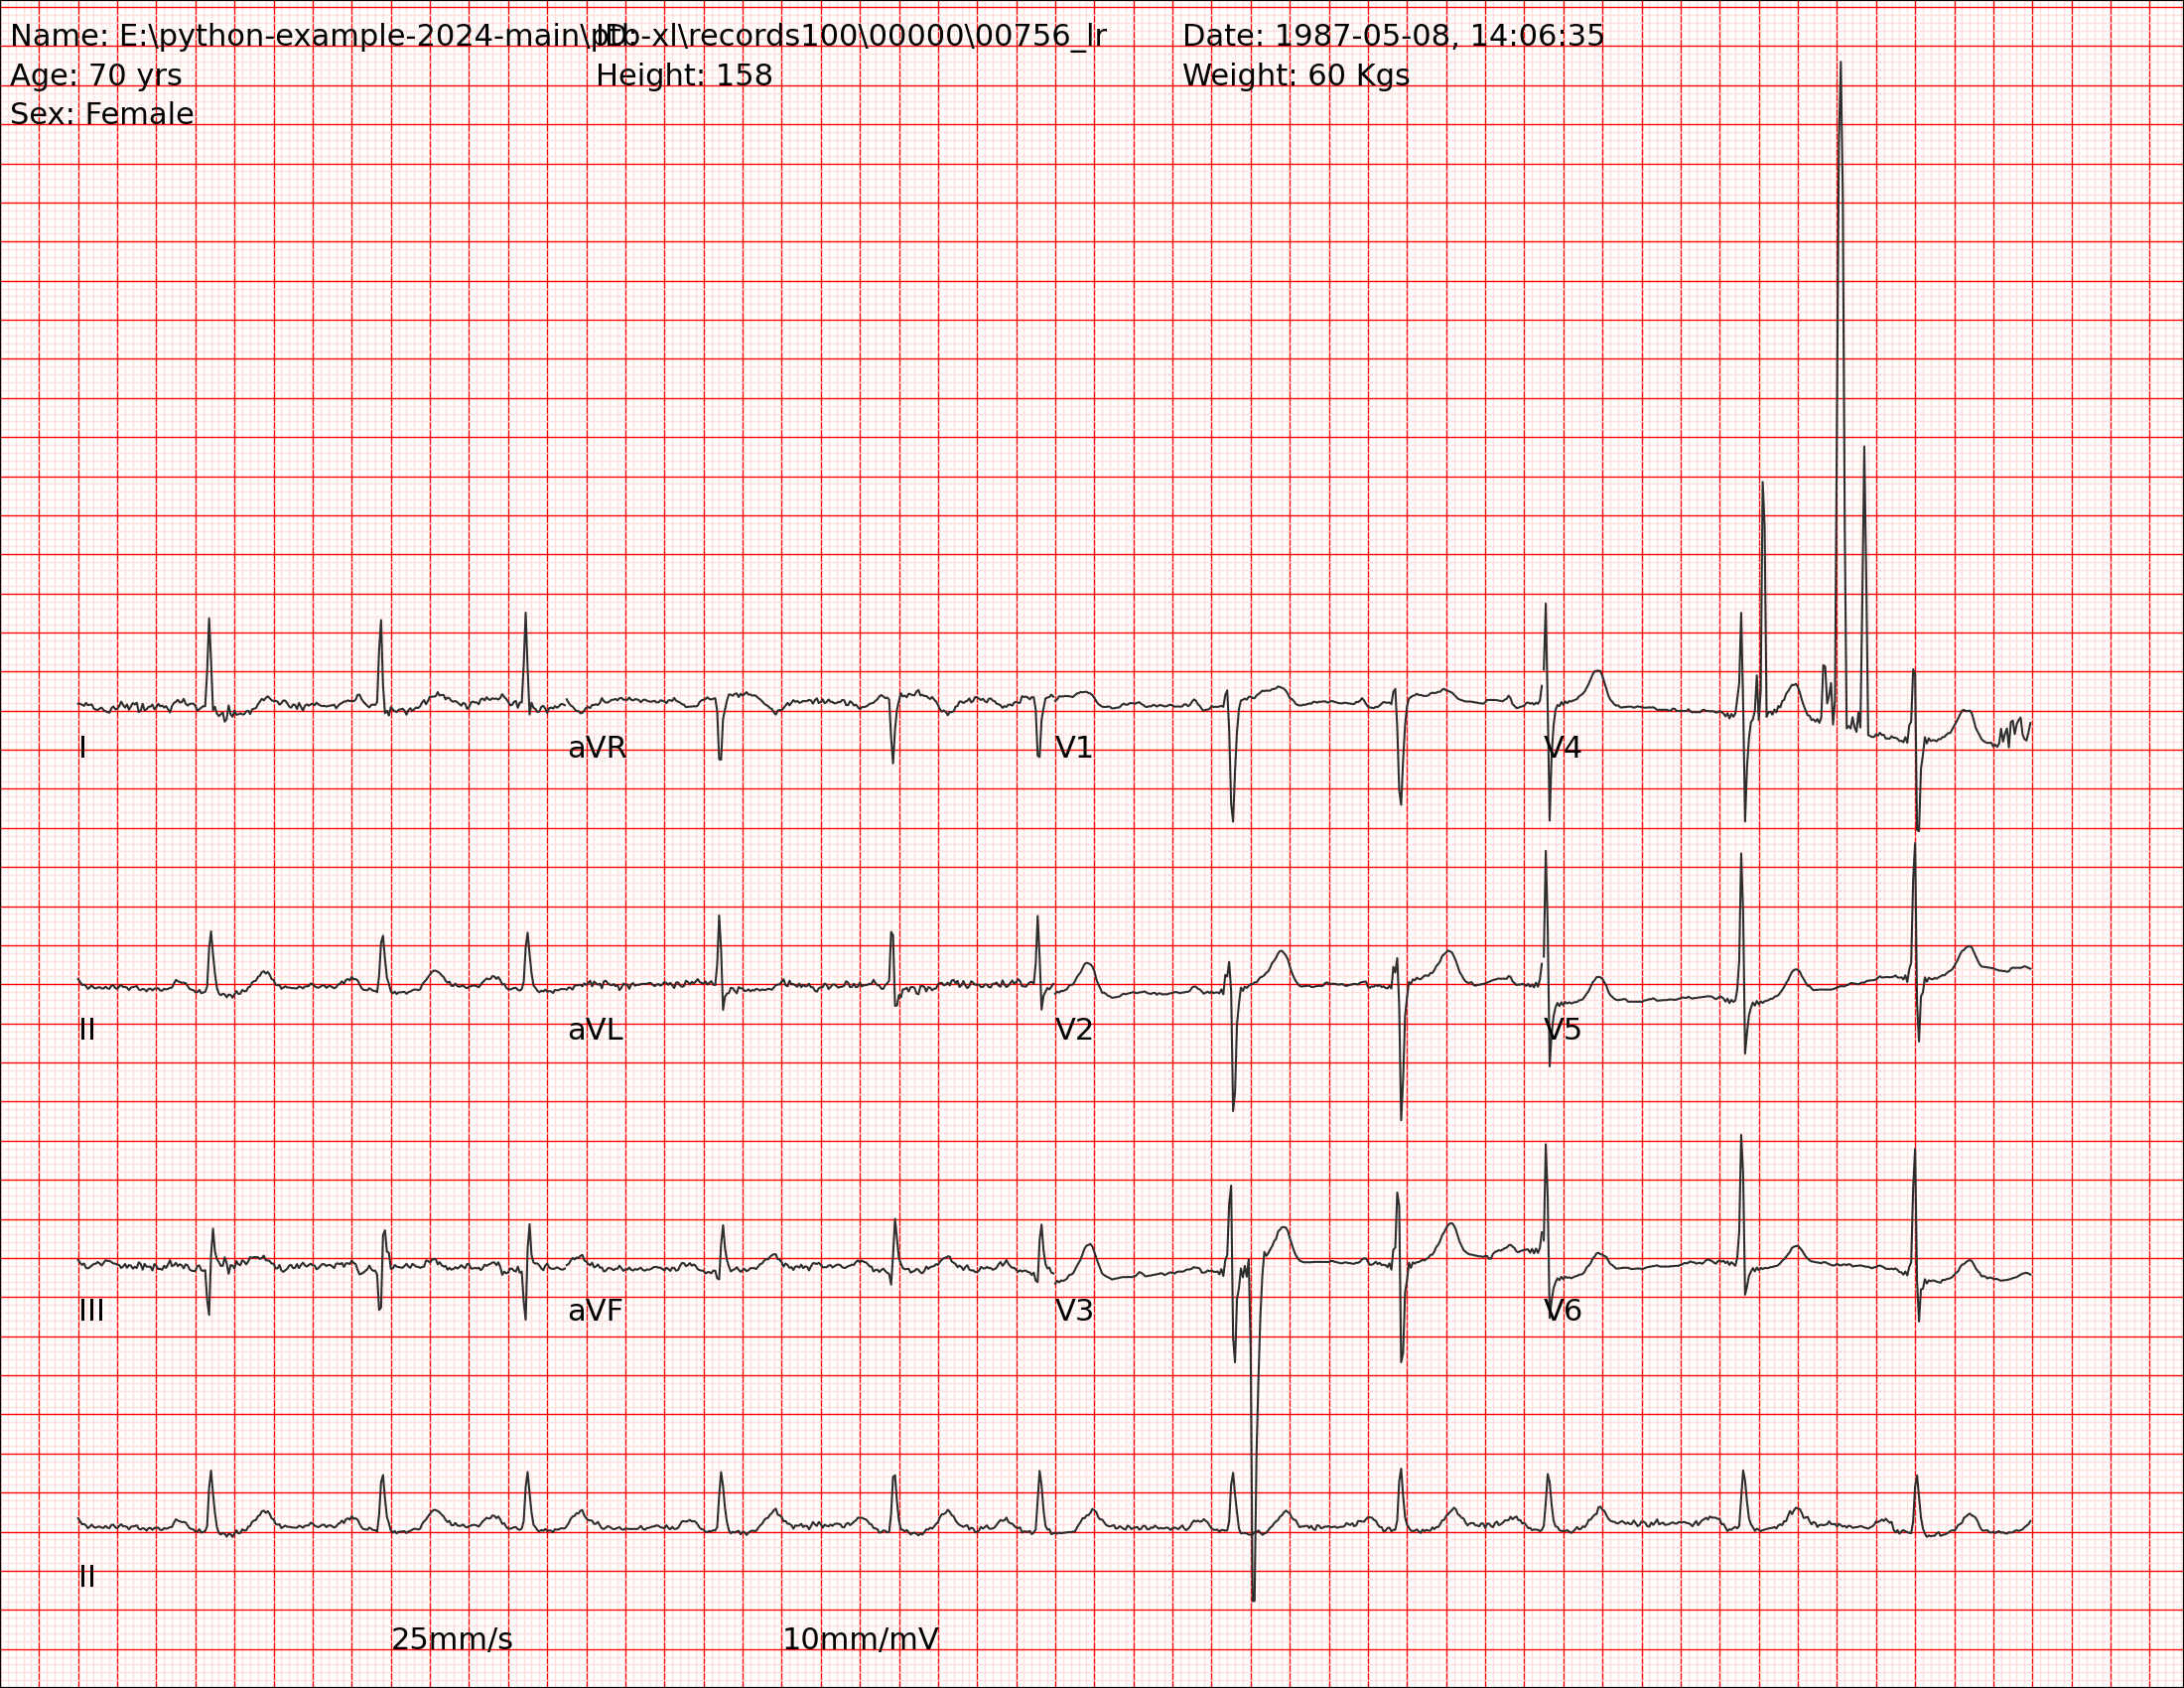 Name: E:\python-example-2024-main\ptb-xl\records100\00000\00756_lr ID: Date: 1987-05-08, 14:06:35
Age: 70 yrs Height: 158 Weight: 60 Kgs
Sex: Female
I aVR V1 V4
II aVL V2 V5
III aVF V3 V6
II
25mm/s 10mm/mV